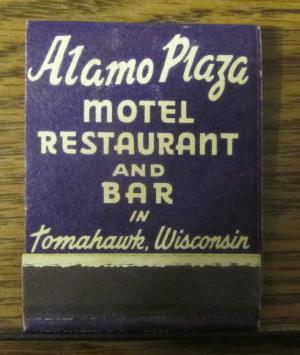 Alamo Plaza
MOTEL
RESTAURANT
AND
BAR
IN
Tomahawk, Wisconsin